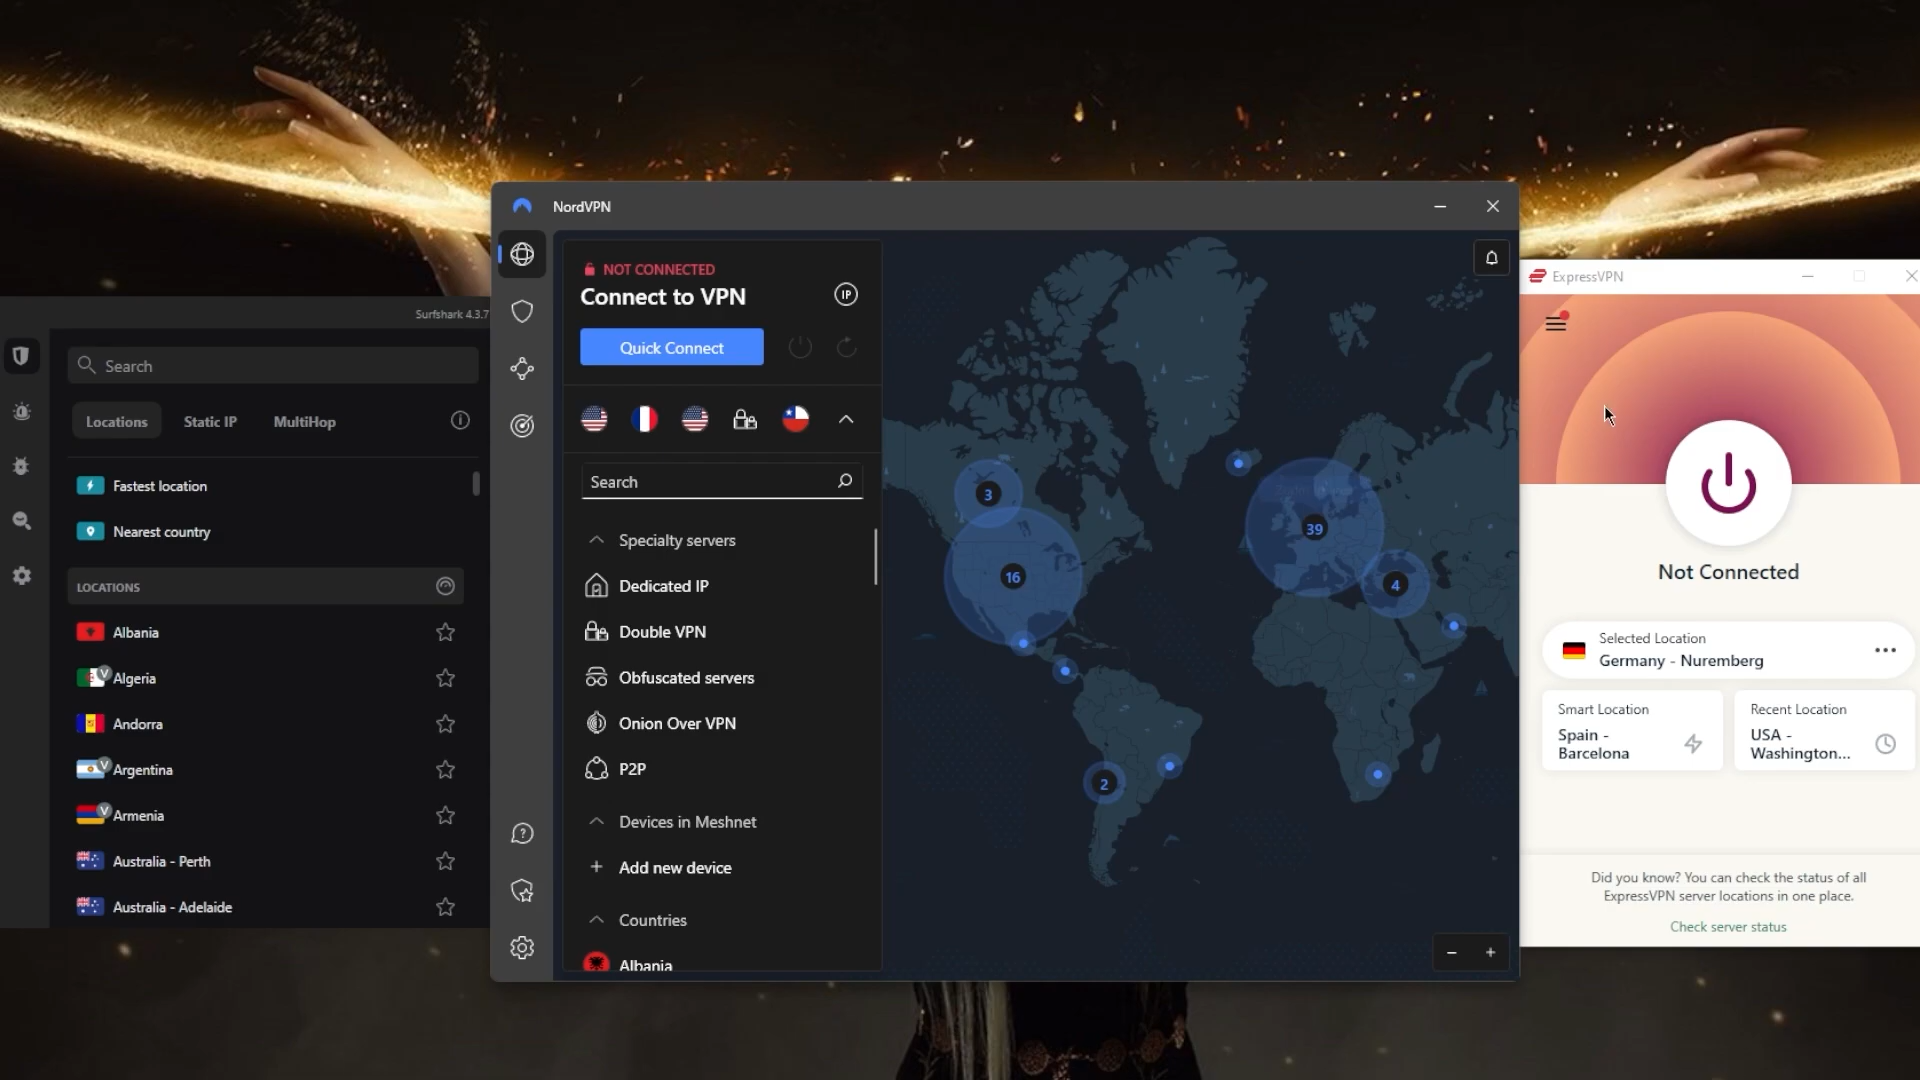 Surfshark 4.3.7
Search
Locations
Static IP
MultiHop
Fastest location
Nearest country
LOCATIONS
Albania
V
Algeria
Andorra
V
Argentina
V
Armenia
Australia - Perth
Australia - Adelaide
NordVPN
NOT CONNECTED
Connect to VPN
IP
Quick Connect
Search
Specialty servers
Dedicated IP
Double VPN
Obfuscated servers
Onion Over VPN
P2P
Devices in Meshnet
Add new device
Countries
Albania
3
16
39
4
2
ExpressVPN
Not Connected
Selected Location
Germany - Nuremberg
Smart Location
Spain -
Barcelona
Recent Location
USA -
Washington...
Did you know? You can check the status of all
ExpressVPN server locations in one place.
Check server status